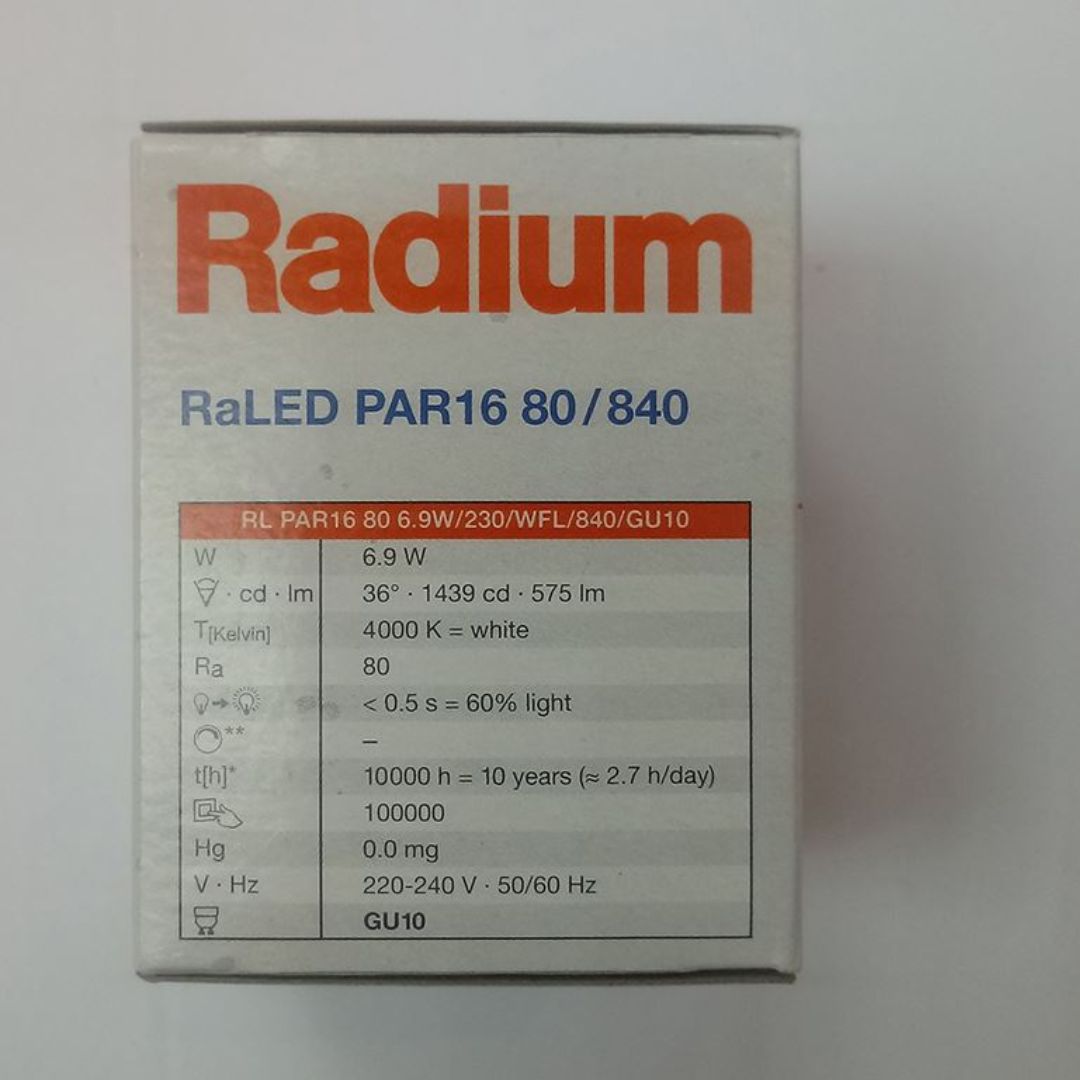 Radium
RaLED PAR16 80/840
RL PAR16 80 6.9W/230/WFL/840/GU10
W 6.9 W
· cd · lm 36° · 1439 cd · 575 lm
T[Kelvin] 4000 K = white
Ra 80
< 0.5 s = 60% light
** –
t[h]* 10000 h = 10 years (≈ 2.7 h/day)
100000
Hg 0.0 mg
V · Hz 220-240 V · 50/60 Hz
GU10